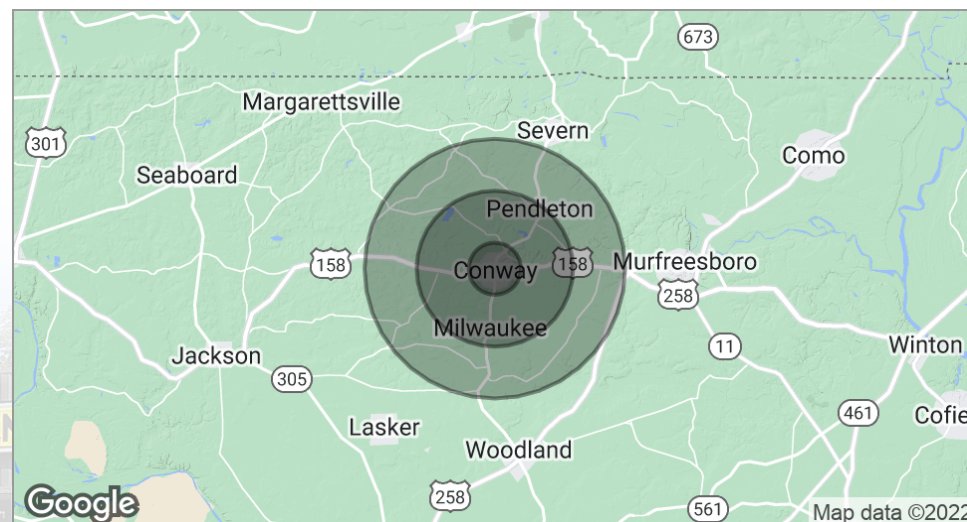 673
Margarettsville
Severn
301
Como
Seaboard
Pendleton
158
Conway
158
Murfreesboro
258
Milwaukee
Jackson
11
Winton
305
461
Cofie
Lasker
Woodland
258
561
Google
Map data ©2022